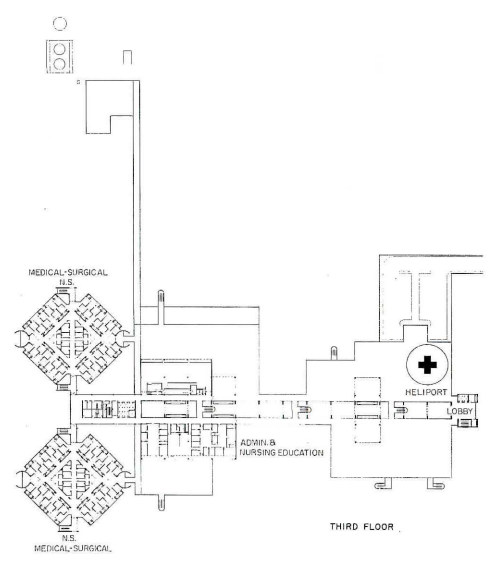 MEDICAL-SURGICAL
N.S.
HELIPORT
LOBBY
ADMIN. &
NURSING EDUCATION
THIRD FLOOR
N.S.
MEDICAL-SURGICAL